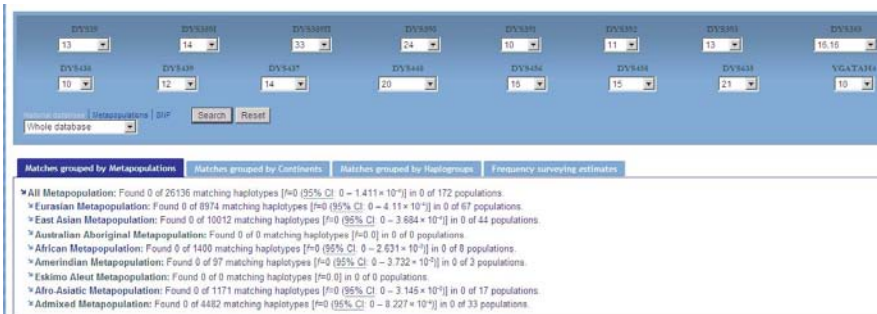 DYS19 DYS389I DYS389II DYS390 DYS391 DYS392 DYS393 DYS385
13 14 33 24 10 11 13 16,16
DYS438 DYS439 DYS437 DYS448 DYS456 DYS458 DYS635 YGATAH4
10 12 14 20 15 15 21 10
Metapopulations | SNP
Whole database Search Reset
Matches grouped by Metapopulations Matches grouped by Continents Matches grouped by Haplogroups Frequency surveying estimates
All Metapopulation: Found 0 of 26136 matching haplotypes [f=0 (95% CI: 0 – 1.411 × 10⁻⁴)] in 0 of 172 populations.
Eurasian Metapopulation: Found 0 of 8974 matching haplotypes [f=0 (95% CI: 0 – 4.11 × 10⁻⁴)] in 0 of 67 populations.
East Asian Metapopulation: Found 0 of 10012 matching haplotypes [f=0 (95% CI: 0 – 3.684 × 10⁻⁴)] in 0 of 44 populations.
Australian Aboriginal Metapopulation: Found 0 of 0 matching haplotypes [f=0.0] in 0 of 0 populations.
African Metapopulation: Found 0 of 1400 matching haplotypes [f=0 (95% CI: 0 – 2.631 × 10⁻³)] in 0 of 8 populations.
Amerindian Metapopulation: Found 0 of 97 matching haplotypes [f=0 (95% CI: 0 – 3.732 × 10⁻²)] in 0 of 3 populations.
Eskimo Aleut Metapopulation: Found 0 of 0 matching haplotypes [f=0.0] in 0 of 0 populations.
Afro-Asiatic Metapopulation: Found 0 of 1171 matching haplotypes [f=0 (95% CI: 0 – 3.145 × 10⁻³)] in 0 of 17 populations.
Admixed Metapopulation: Found 0 of 4482 matching haplotypes [f=0 (95% CI: 0 – 8.227 × 10⁻⁴)] in 0 of 33 populations.